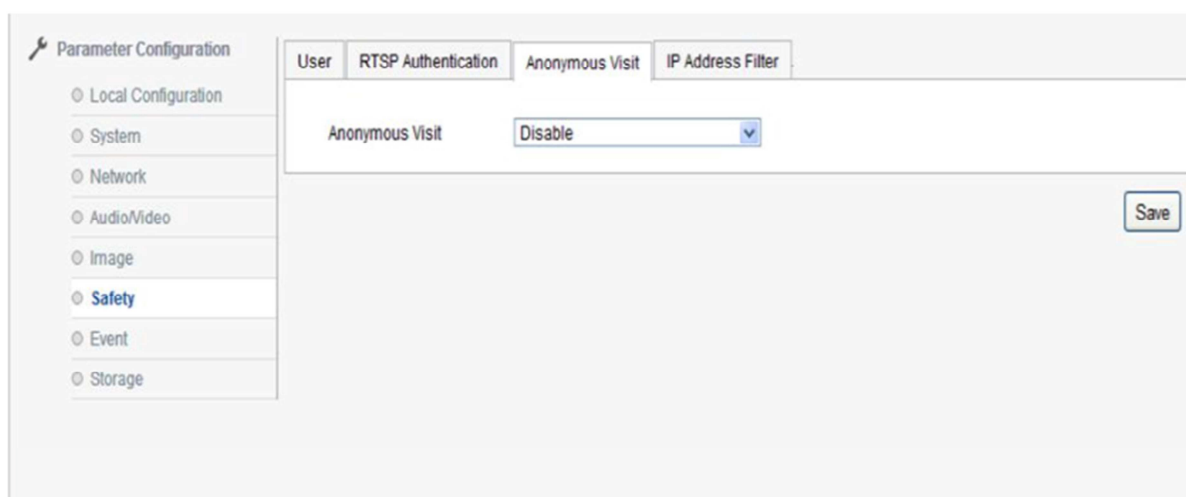 Parameter Configuration
Local Configuration
System
Network
Audio/Video
Image
Safety
Event
Storage
User
RTSP Authentication
Anonymous Visit
IP Address Filter
Anonymous Visit
Disable
Save